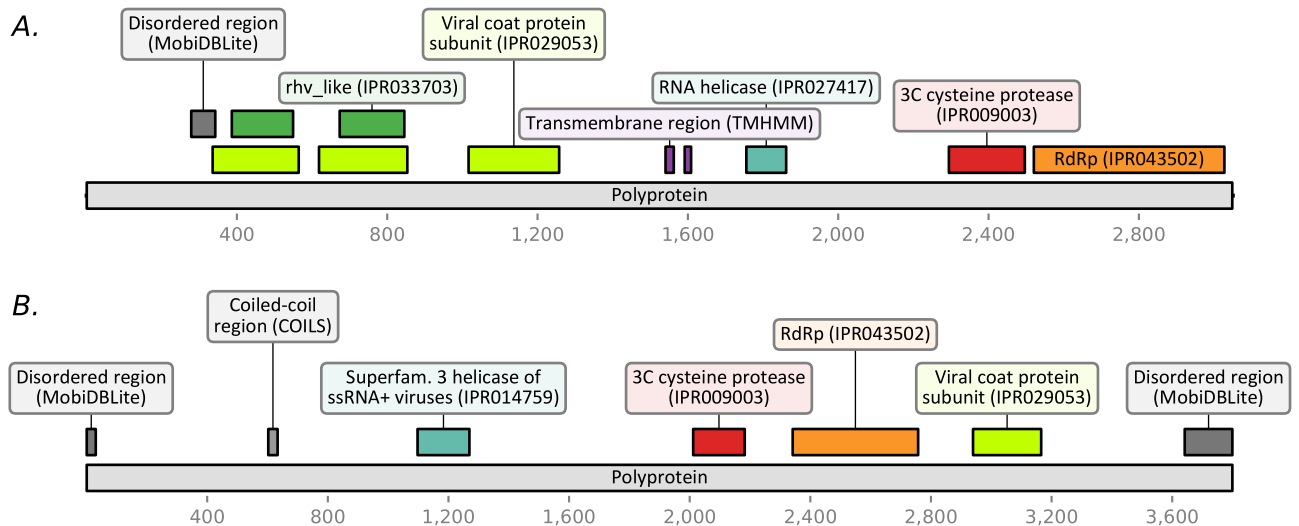 A.
Disordered region
(MobiDBLite)
Viral coat protein
subunit (IPR029053)
rhv_like (IPR033703)
RNA helicase (IPR027417)
3C cysteine protease
(IPR009003)
Transmembrane region (TMHMM)
RdRp (IPR043502)
Polyprotein
400
800
1,200
1,600
2,000
2,400
2,800
B.
Coiled-coil
region (COILS)
RdRp (IPR043502)
Disordered region
(MobiDBLite)
Superfam. 3 helicase of
ssRNA+ viruses (IPR014759)
3C cysteine protease
(IPR009003)
Viral coat protein
subunit (IPR029053)
Disordered region
(MobiDBLite)
Polyprotein
400
800
1,200
1,600
2,000
2,400
2,800
3,200
3,600